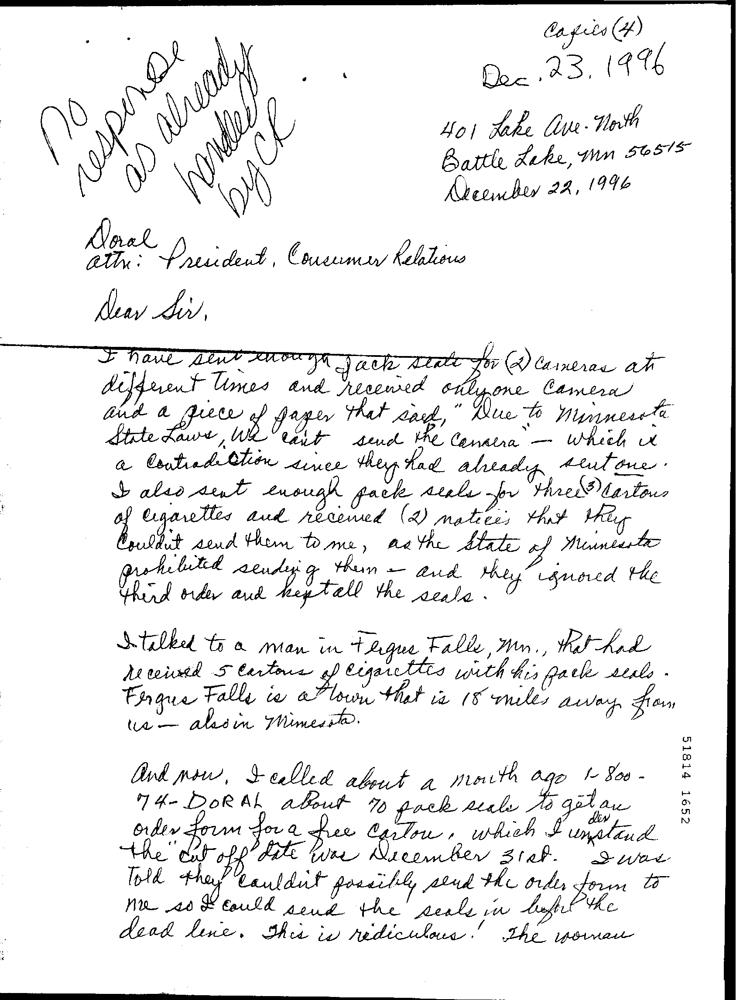 Copies (4)
Dec. 23, 1996
No
response
as already
handled
by CR
401 Lake Ave. North
Battle Lake, Mn 56515
December 22, 1996
Doral
attn: President, Consumer Relations
Dear Sir,
I have sent enough pack seals for (2) cameras at
different times and received only one camera
and a piece of paper that said, "Due to Minnesota
State Laws, we can't send the camera" — which is
a contradiction since they had already sent one.
I also sent enough pack seals for three (3) cartons
of cigarettes and received (2) notices that they
couldn't send them to me, as the State of Minnesota
prohibited sending them — and they ignored the
third order and kept all the seals.
I talked to a man in Fergus Falls, Mn., that had
received 5 cartons of cigarettes with his pack seals.
Fergus Falls is a town that is 18 miles away from
us — also in Minnesota.
And now, I called about a month ago 1-800-
74-DORAL about 70 pack seals to get an
order form for a free carton, which I understand
the "cut off" date was December 31st. I was
told they couldn't possibly send the order form to
me so I could send the seals in before the
dead line. This is ridiculous! The woman
51814 1652